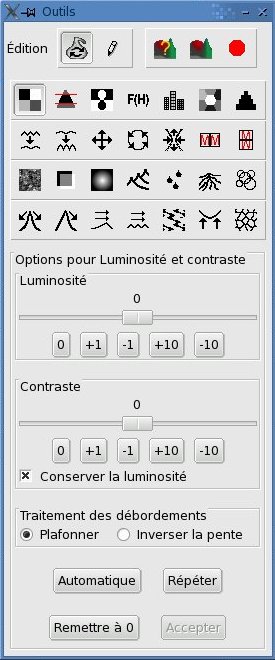 Outils
Édition
F(H)
Options pour Luminosité et contraste
Luminosité
0
0 +1 -1 +10 -10
Contraste
0
0 +1 -1 +10 -10
Conserver la luminosité
Traitement des débordements
Plafonner Inverser la pente
Automatique Répéter
Remettre à 0 Accepter